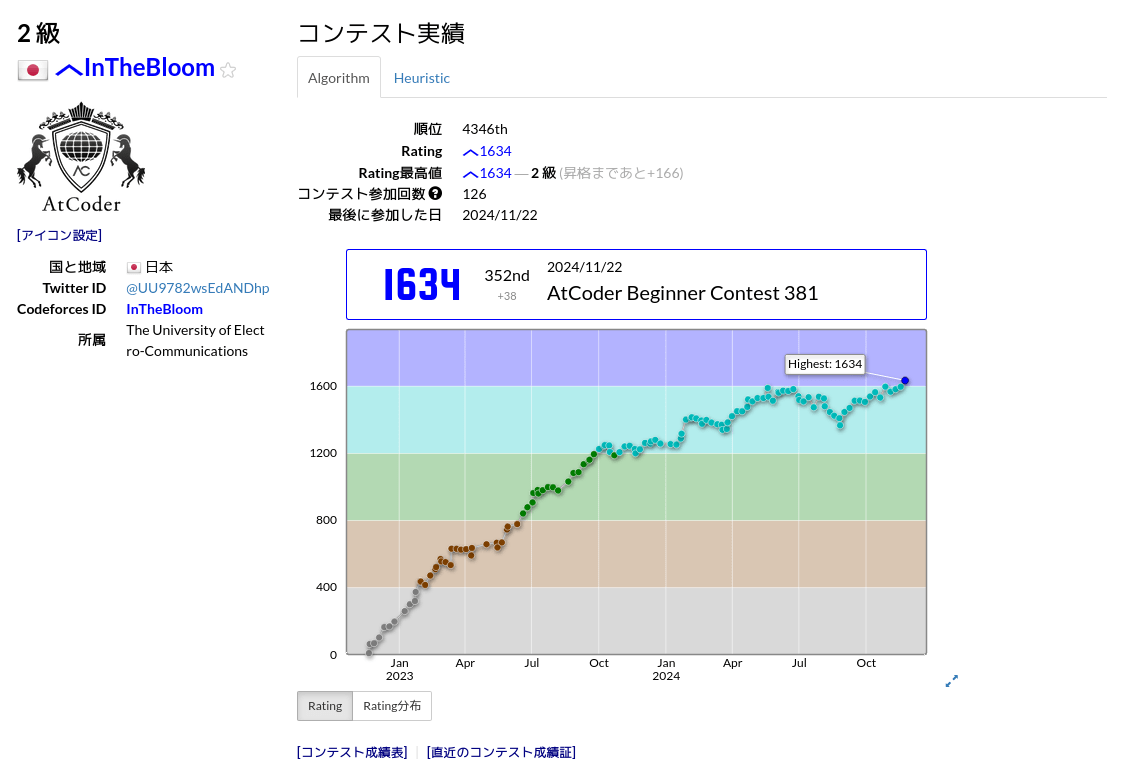 2 級
InTheBloom
AC
AtCoder
[アイコン設定]
国と地域 日本
Twitter ID @UU9782wsEdANDhp
Codeforces ID InTheBloom
所属 The University of Elect
ro-Communications
コンテスト実績
Algorithm Heuristic
順位 4346th
Rating 1634
Rating最高値 1634 ― 2 級 (昇格まであと+166)
コンテスト参加回数 ? 126
最後に参加した日 2024/11/22
1634 352nd +38
2024/11/22
AtCoder Beginner Contest 381
Highest: 1634
1600
1200
800
400
0
Jan Apr Jul Oct Jan Apr Jul Oct
2023 2024
Rating Rating分布
[コンテスト成績表] | [直近のコンテスト成績証]